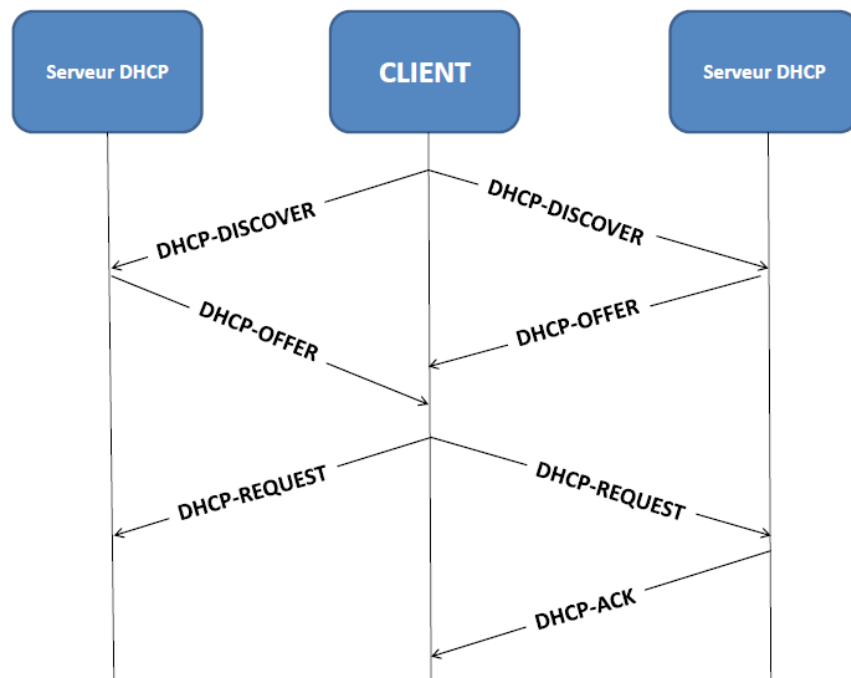 Serveur DHCP
CLIENT
Serveur DHCP
DHCP-DISCOVER
DHCP-DISCOVER
DHCP-OFFER
DHCP-OFFER
DHCP-REQUEST
DHCP-REQUEST
DHCP-ACK